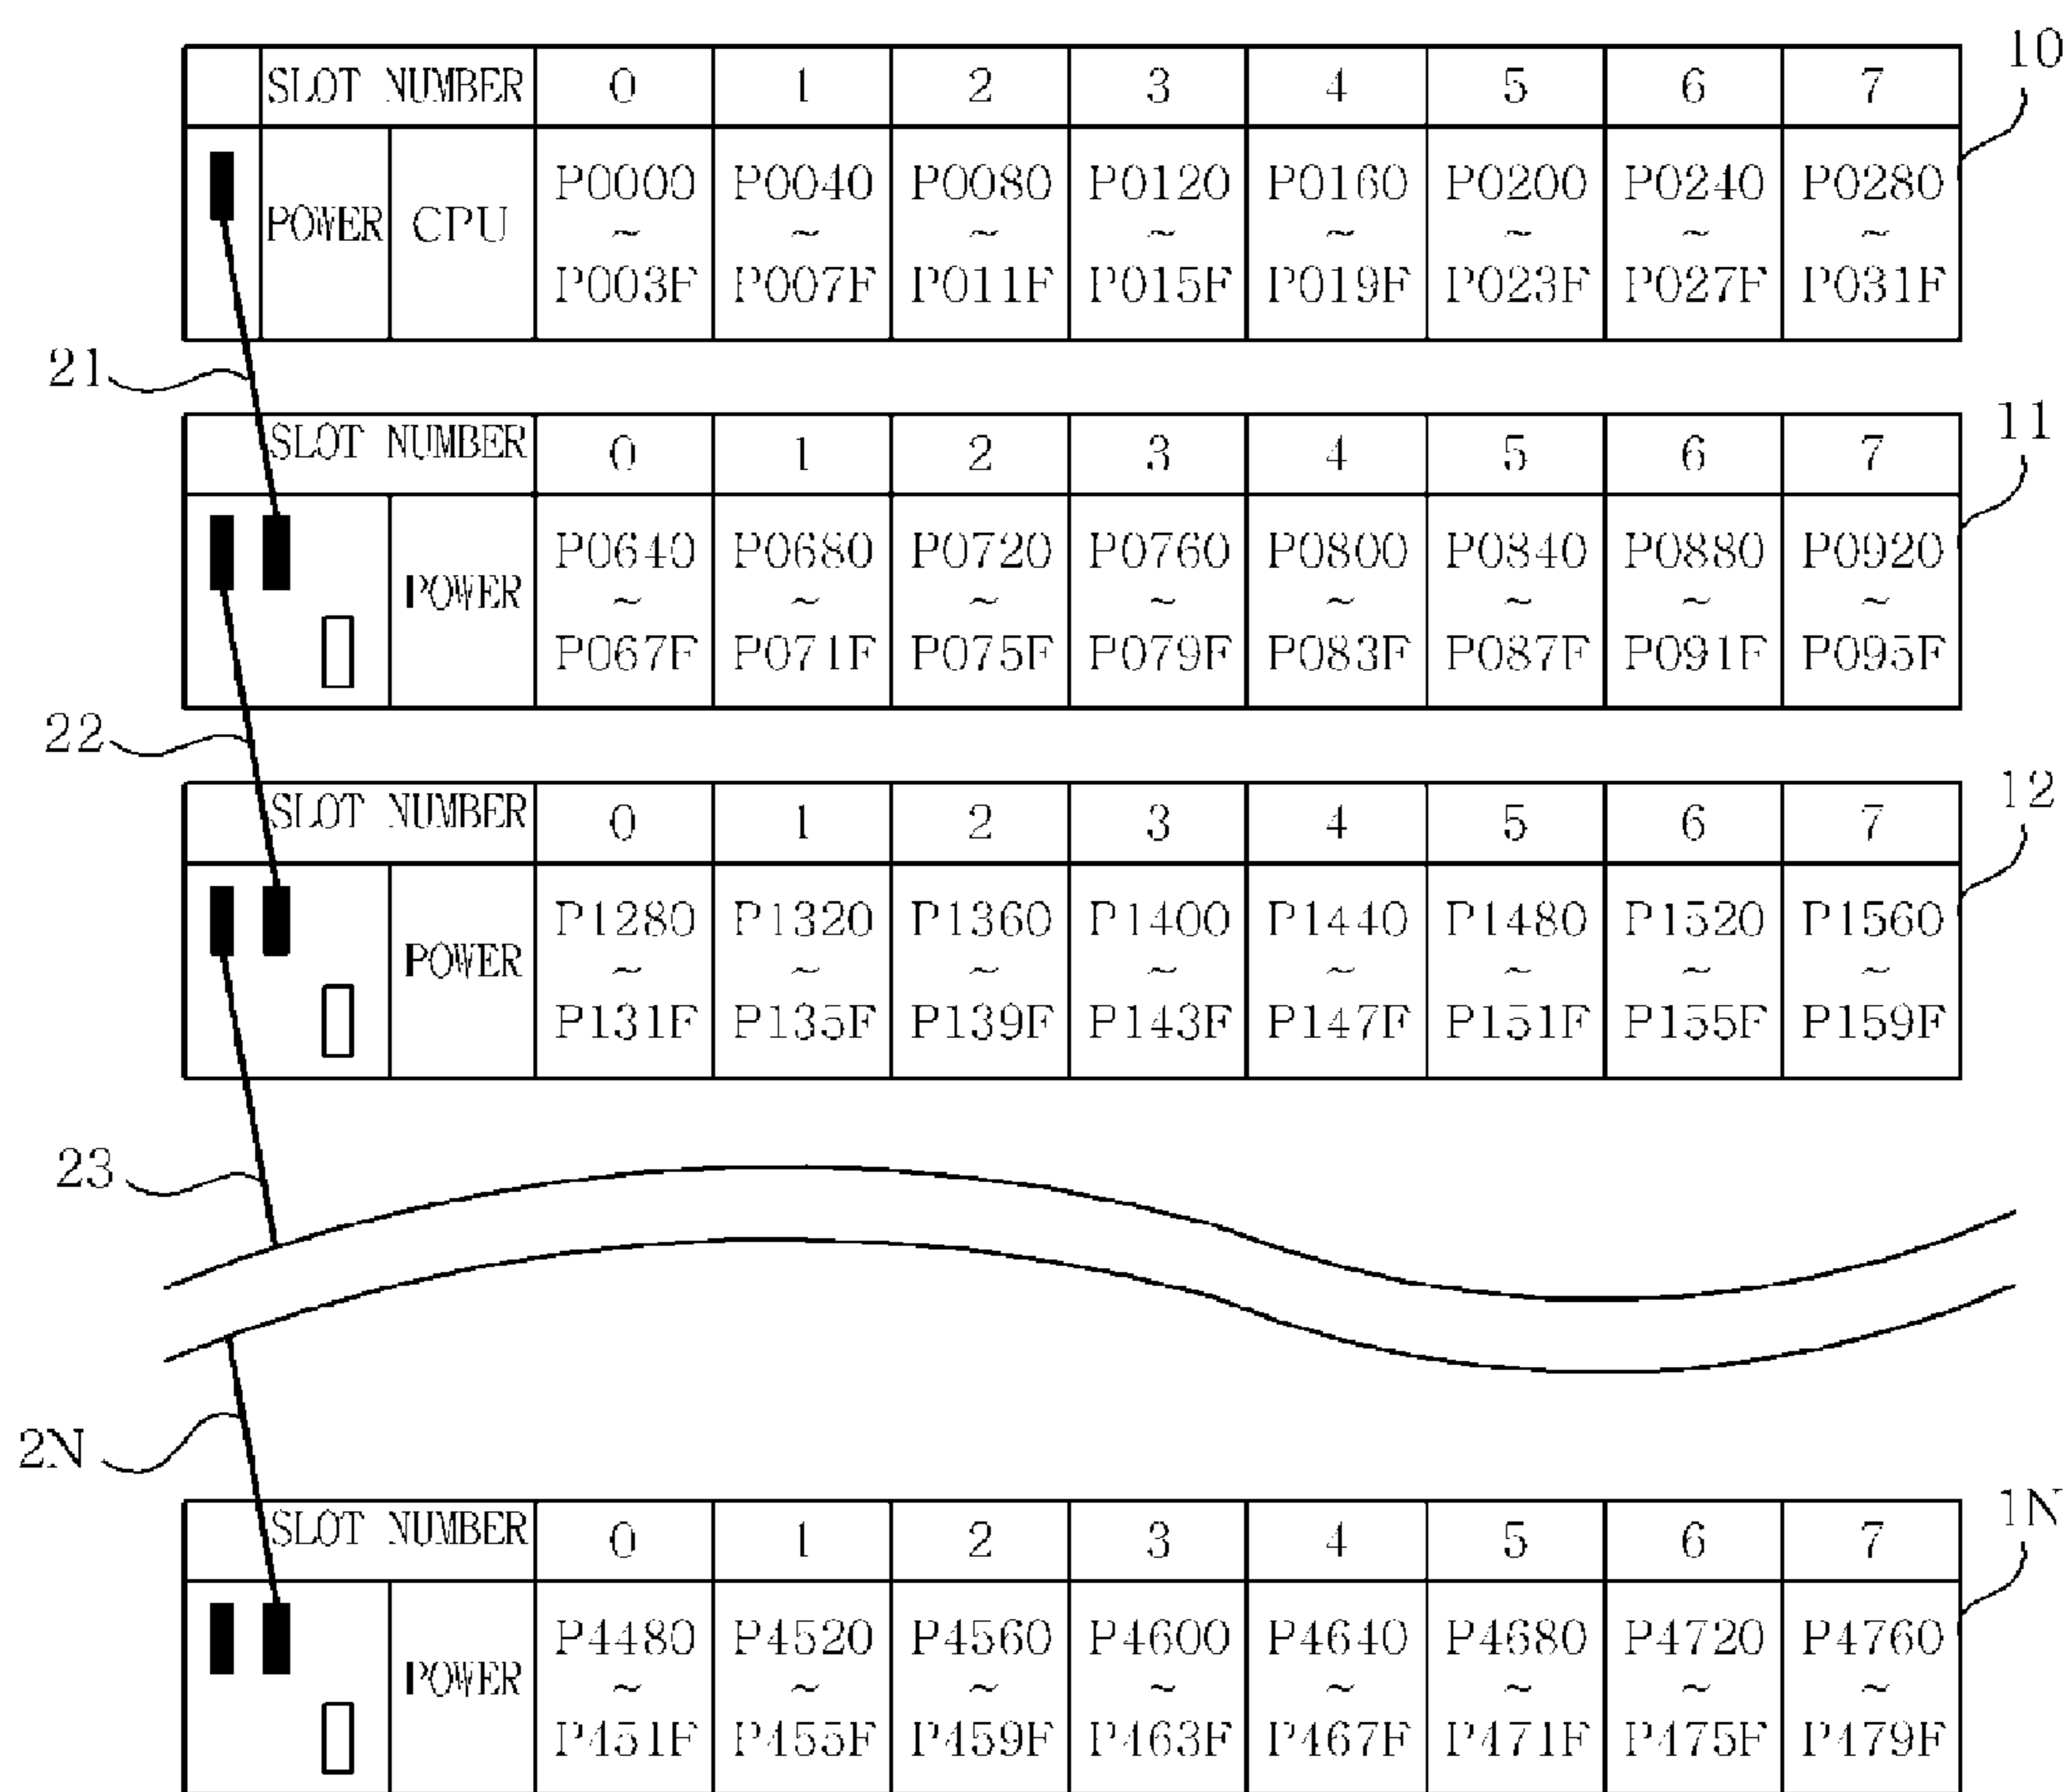 SLOT NUMBER 0 1 2 3 4 5 6 7
10
P0000 P0040 P0080 P0120 P0160 P0200 P0240 P0280
POWER CPU ~ ~ ~ ~ ~ ~ ~ ~
P003F P007F P011F P015F P019F P023F P027F P031F
21
SLOT NUMBER 0 1 2 3 4 5 6 7
11
P0640 P0680 P0720 P0760 P0800 P0840 P0880 P0920
POWER ~ ~ ~ ~ ~ ~ ~ ~
P067F P071F P075F P079F P083F P087F P091F P095F
22
SLOT NUMBER 0 1 2 3 4 5 6 7
12
P1280 P1320 P1360 P1400 P1440 P1480 P1520 P1560
POWER ~ ~ ~ ~ ~ ~ ~ ~
P131F P135F P139F P143F P147F P151F P155F P159F
23
2N
SLOT NUMBER 0 1 2 3 4 5 6 7
1N
P4480 P4520 P4560 P4600 P4640 P4680 P4720 P4760
POWER ~ ~ ~ ~ ~ ~ ~ ~
P451F P455F P459F P463F P467F P471F P475F P479F